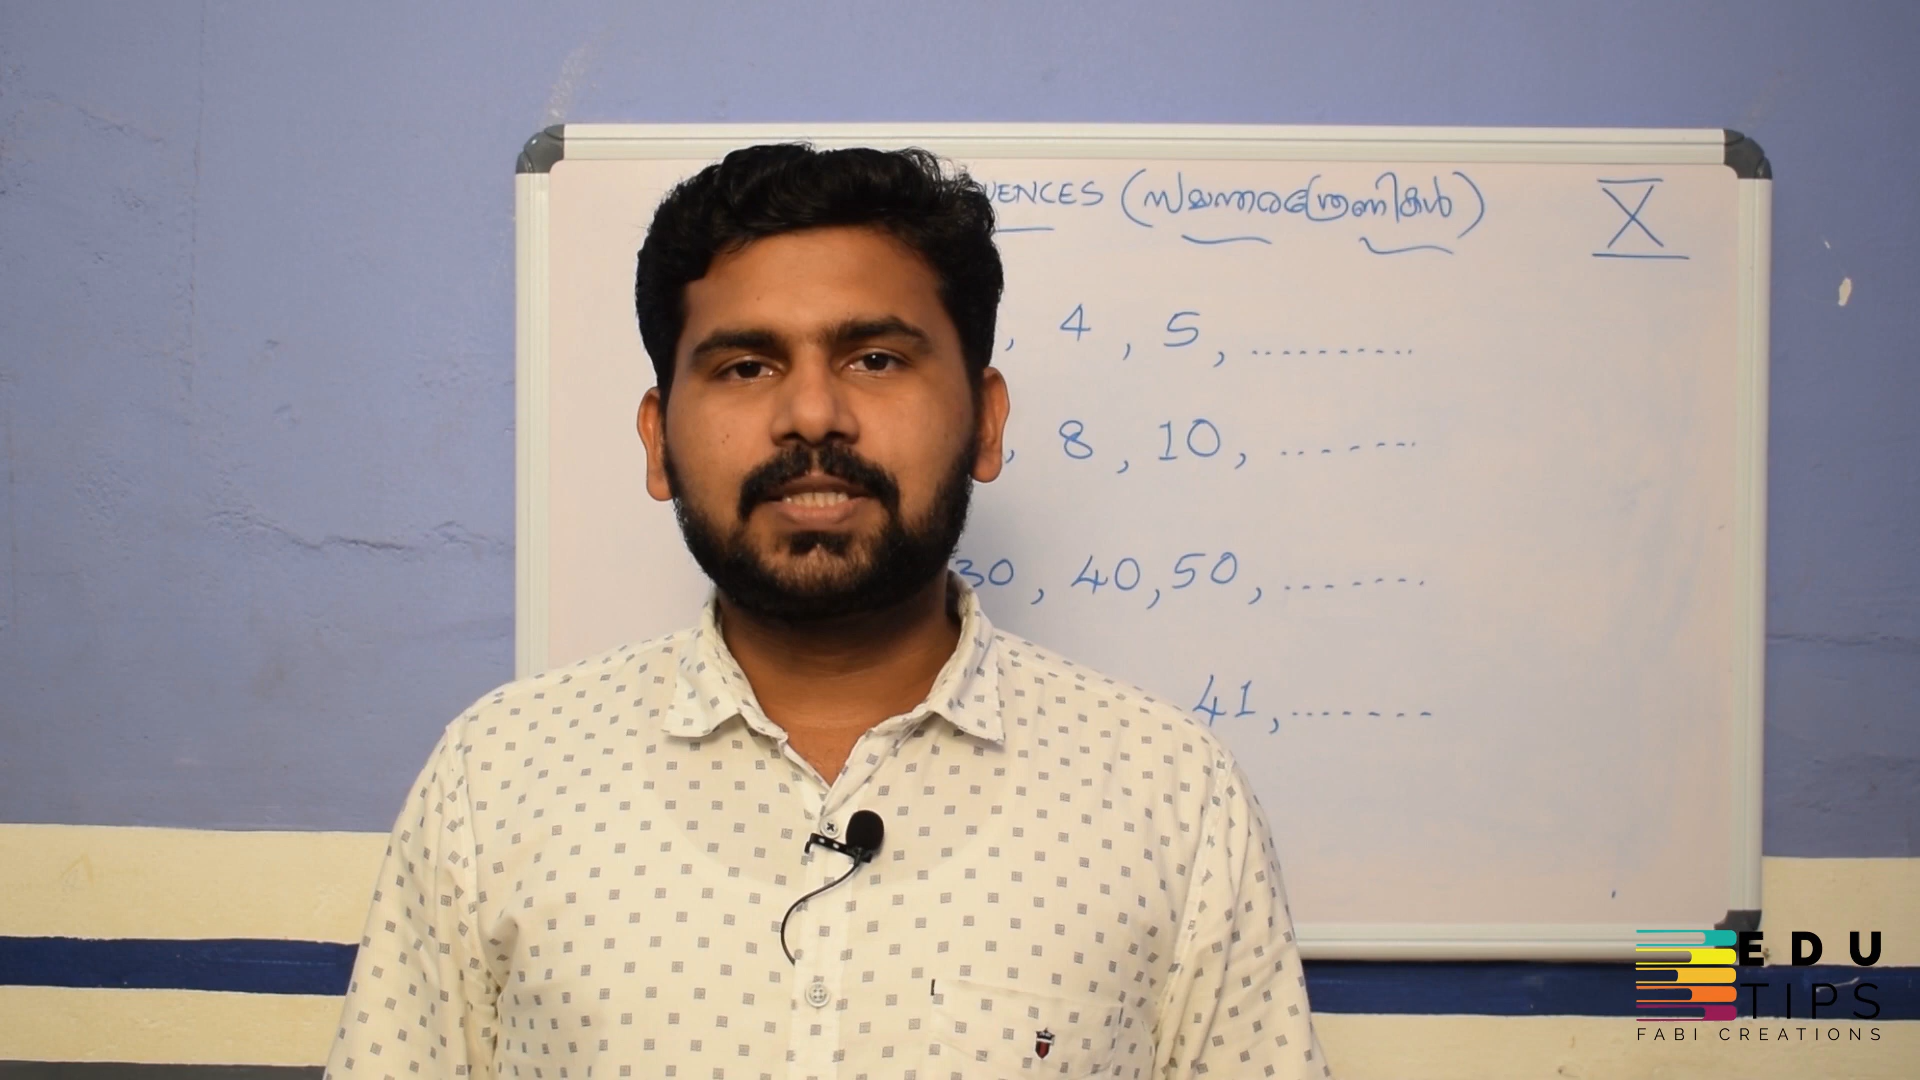 UENCES (സമാന്തരശ്രേണികൾ) X
, 4 , 5 , ..........
, 8 , 10 , .......
30 , 40 , 50 , .......
41 , .......
EDU
TIPS
FABI CREATIONS